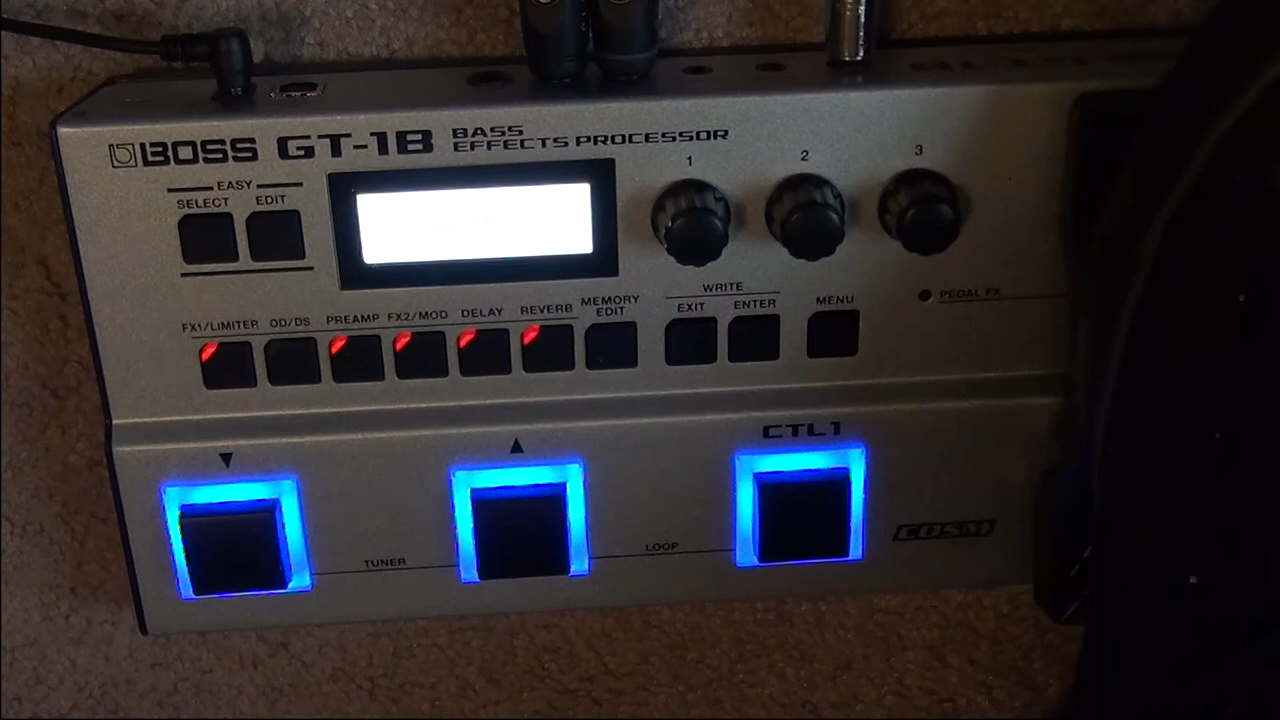 BOSS GT-1B BASS EFFECTS PROCESSOR
1 2 3
EASY
SELECT EDIT
WRITE
FX1/LIMITER OD/DS PREAMP FX2/MOD DELAY REVERB MEMORY EDIT EXIT ENTER MENU
PEDAL FX
▼ ▲ CTL1
TUNER LOOP COSM